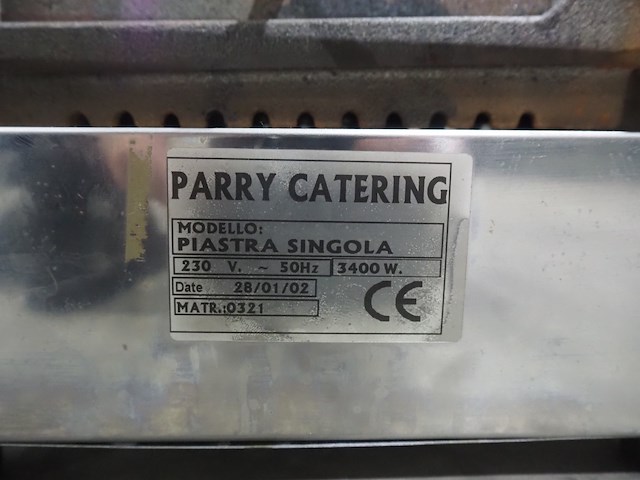 PARRY CATERING
MODELLO:
PIASTRA SINGOLA
230 V. ~ 50Hz 3400 W.
Date 28/01/02
MATR.:0321
CE